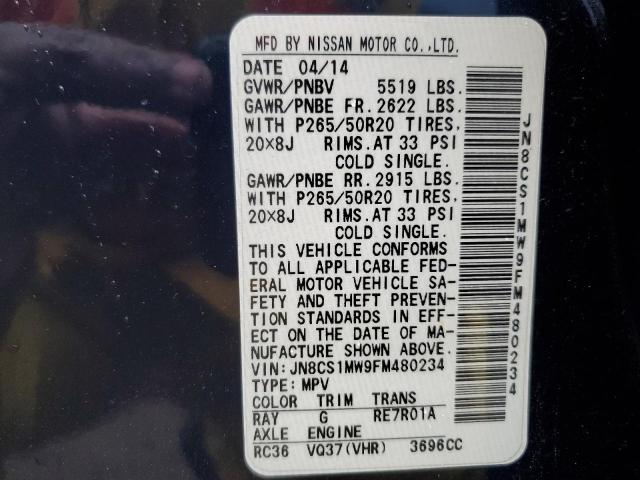 MFD BY NISSAN MOTOR CO.,LTD.
DATE 04/14
GVWR/PNBV 5519 LBS.
GAWR/PNBE FR. 2622 LBS.
WITH P265/50R20 TIRES,
20×8J RIMS.AT 33 PSI
COLD SINGLE.
GAWR/PNBE RR. 2915 LBS.
WITH P265/50R20 TIRES,
20×8J RIMS.AT 33 PSI
COLD SINGLE.
THIS VEHICLE CONFORMS
TO ALL APPLICABLE FED-
ERAL MOTOR VEHICLE SA-
FETY AND THEFT PREVEN-
TION STANDARDS IN EFF-
ECT ON THE DATE OF MA-
NUFACTURE SHOWN ABOVE.
VIN: JN8CS1MW9FM480234
TYPE: MPV
COLOR TRIM TRANS
RAY G RE7R01A
AXLE ENGINE
RC36 VQ37(VHR) 3696CC
JN8CS1MW9FM480234